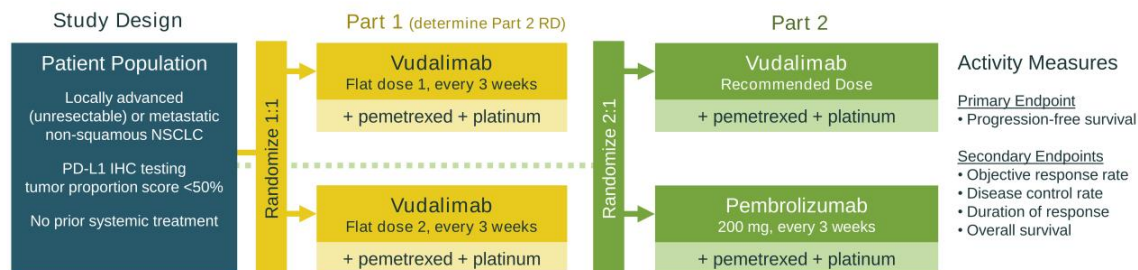 Study Design
Patient Population
Locally advanced
(unresectable) or metastatic
non-squamous NSCLC
PD-L1 IHC testing
tumor proportion score <50%
No prior systemic treatment
Randomize 1:1
Part 1 (determine Part 2 RD)
Vudalimab
Flat dose 1, every 3 weeks
+ pemetrexed + platinum
Vudalimab
Flat dose 2, every 3 weeks
+ pemetrexed + platinum
Randomize 2:1
Part 2
Vudalimab
Recommended Dose
+ pemetrexed + platinum
Pembrolizumab
200 mg, every 3 weeks
+ pemetrexed + platinum
Activity Measures
Primary Endpoint
• Progression-free survival
Secondary Endpoints
• Objective response rate
• Disease control rate
• Duration of response
• Overall survival